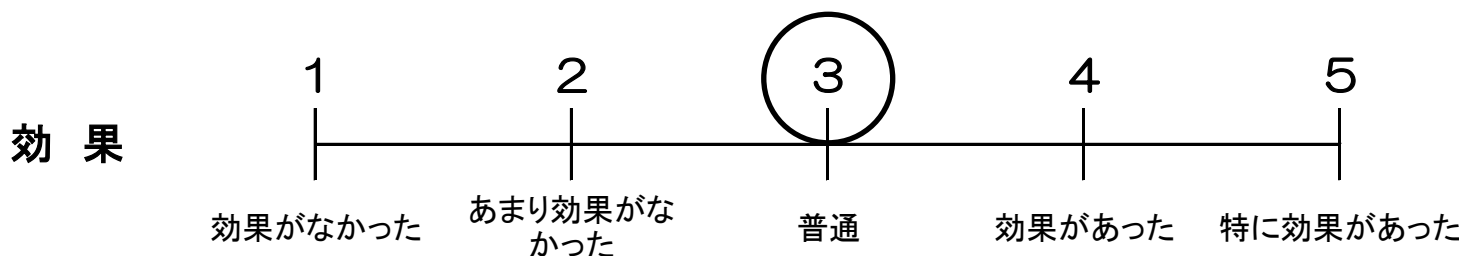 1 2 3 4 5
効 果
効果がなかった
あまり効果がな
かった
普通
効果があった
特に効果があった